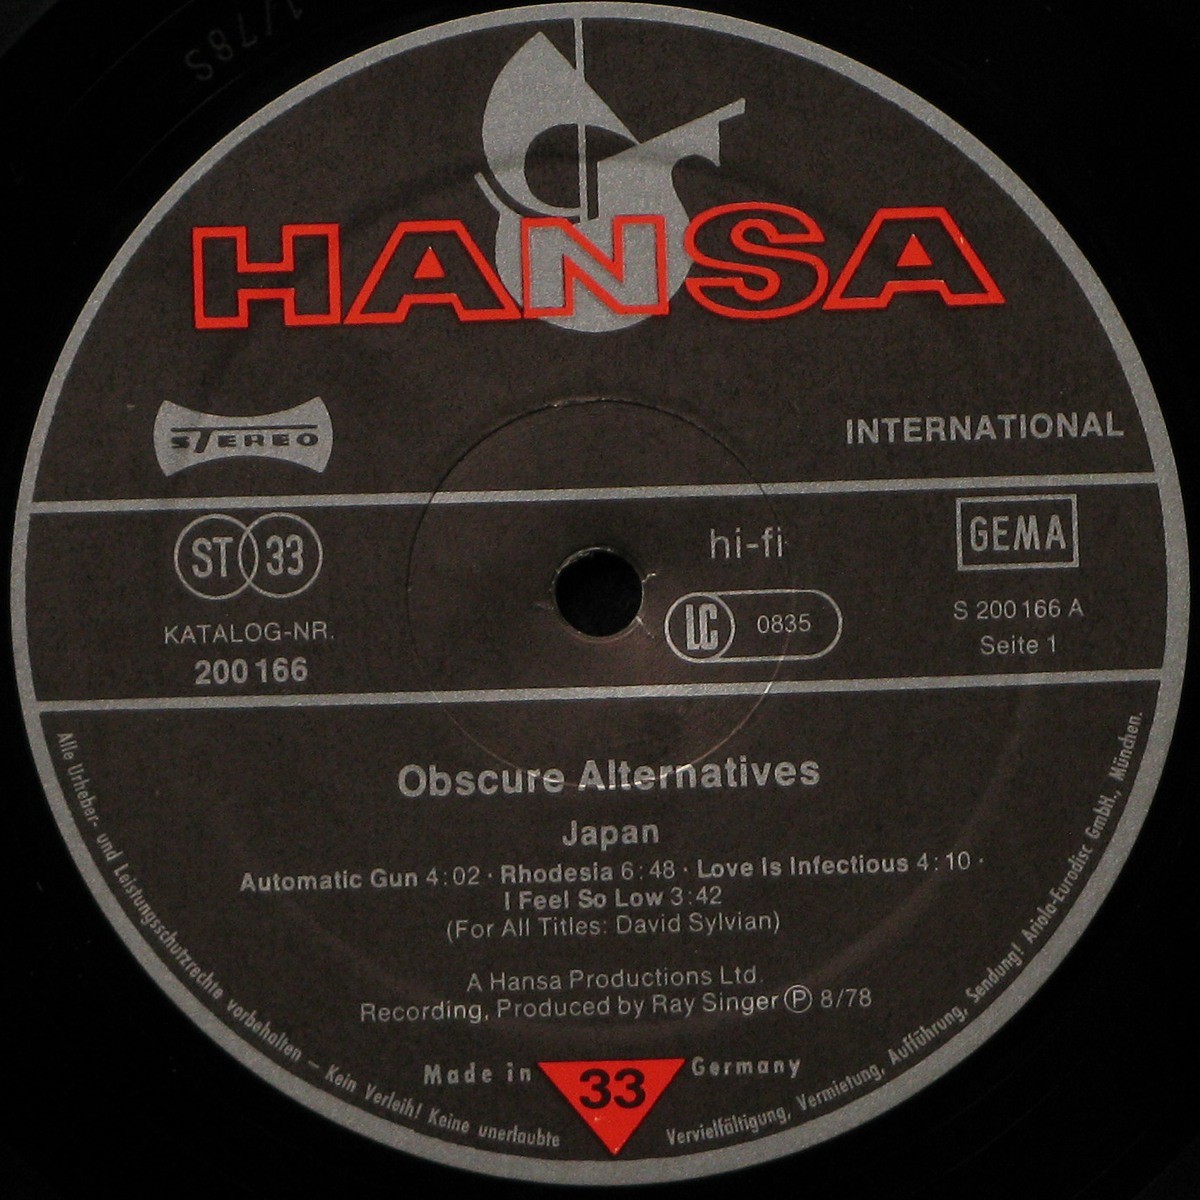 1/78S
HANSA
STEREO
INTERNATIONAL
ST 33
hi-fi
GEMA
KATALOG-NR.
200 166
LC 0835
S 200 166 A
Seite 1
Obscure Alternatives
Japan
Automatic Gun 4:02 · Rhodesia 6:48 · Love Is Infectious 4:10 ·
I Feel So Low 3:42
(For All Titles: David Sylvian)
A Hansa Productions Ltd.
Recording, Produced by Ray Singer Ⓟ 8/78
Made in 33 Germany
Alle Urheber- und Leistungsschutzrechte vorbehalten – Kein Verleih! Keine unerlaubte Vervielfältigung, Vermietung, Aufführung, Sendung! Ariola-Eurodisc GmbH., München.